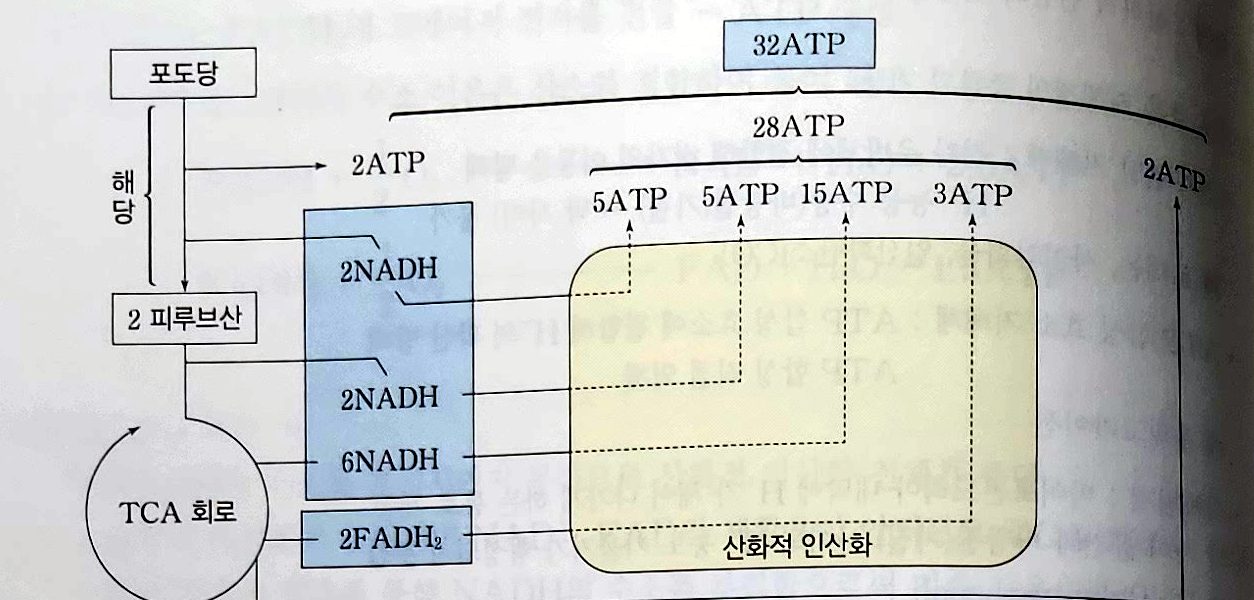 32ATP
포도당
28ATP
해당
2ATP
2ATP
5ATP 5ATP 15ATP 3ATP
2NADH
2 피루브산
2NADH
6NADH
TCA 회로
2FADH₂
산화적 인산화